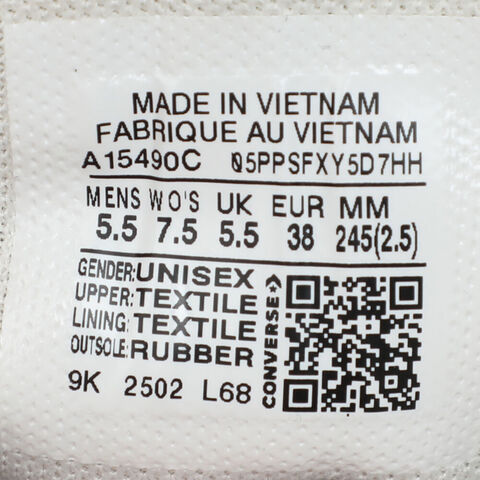 MADE IN VIETNAM
FABRIQUE AU VIETNAM
A15490C 05PPSFXY5D7HH
MENS WO'S UK EUR MM
5.5 7.5 5.5 38 245(2.5)
GENDER:UNISEX
UPPER:TEXTILE
LINING:TEXTILE
OUTSOLE:RUBBER
CONVERSE
9K 2502 L68